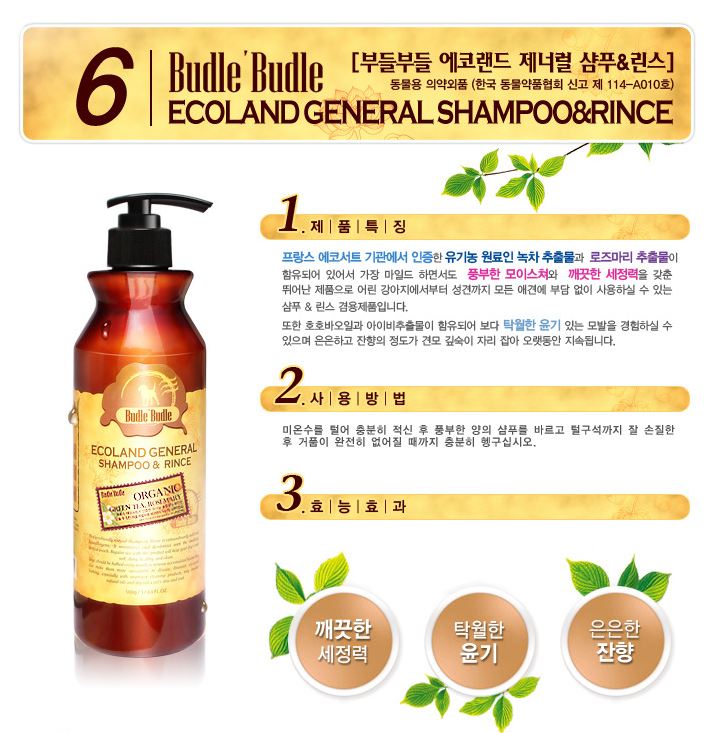 6
Budle'Budle
[부들부들 에코랜드 제너럴 샴푸&린스]
동물용 의약외품 (한국 동물약품협회 신고 제 114-A010호)
ECOLAND GENERAL SHAMPOO&RINCE
1. 제|품|특|징
프랑스 에코서트 기관에서 인증한 유기농 원료인 녹차 추출물과 로즈마리 추출물이
함유되어 있어서 가장 마일드 하면서도 풍부한 모이스쳐와 깨끗한 세정력을 갖춘
뛰어난 제품으로 어린 강아지에서부터 성견까지 모든 애견에 부담 없이 사용하실 수 있는
샴푸 & 린스 겸용제품입니다.
또한 호호바오일과 아이비추출물이 함유되어 보다 탁월한 윤기 있는 모발을 경험하실 수
있으며 은은하고 잔향의 정도가 견모 깊숙이 자리 잡아 오랫동안 지속됩니다.
2. 사|용|방|법
미온수를 털어 충분히 적신 후 풍부한 양의 샴푸를 바르고 털구석까지 잘 손질한
후 거품이 완전히 없어질 때까지 충분히 헹구십시오.
3. 효|능|효|과
깨끗한
세정력
탁월한
윤기
은은한
잔향
Budle'Budle
ECOLAND GENERAL
SHAMPOO & RINCE
Budle'Budle
ORGANIC
GREEN TEA, ROSEMARY